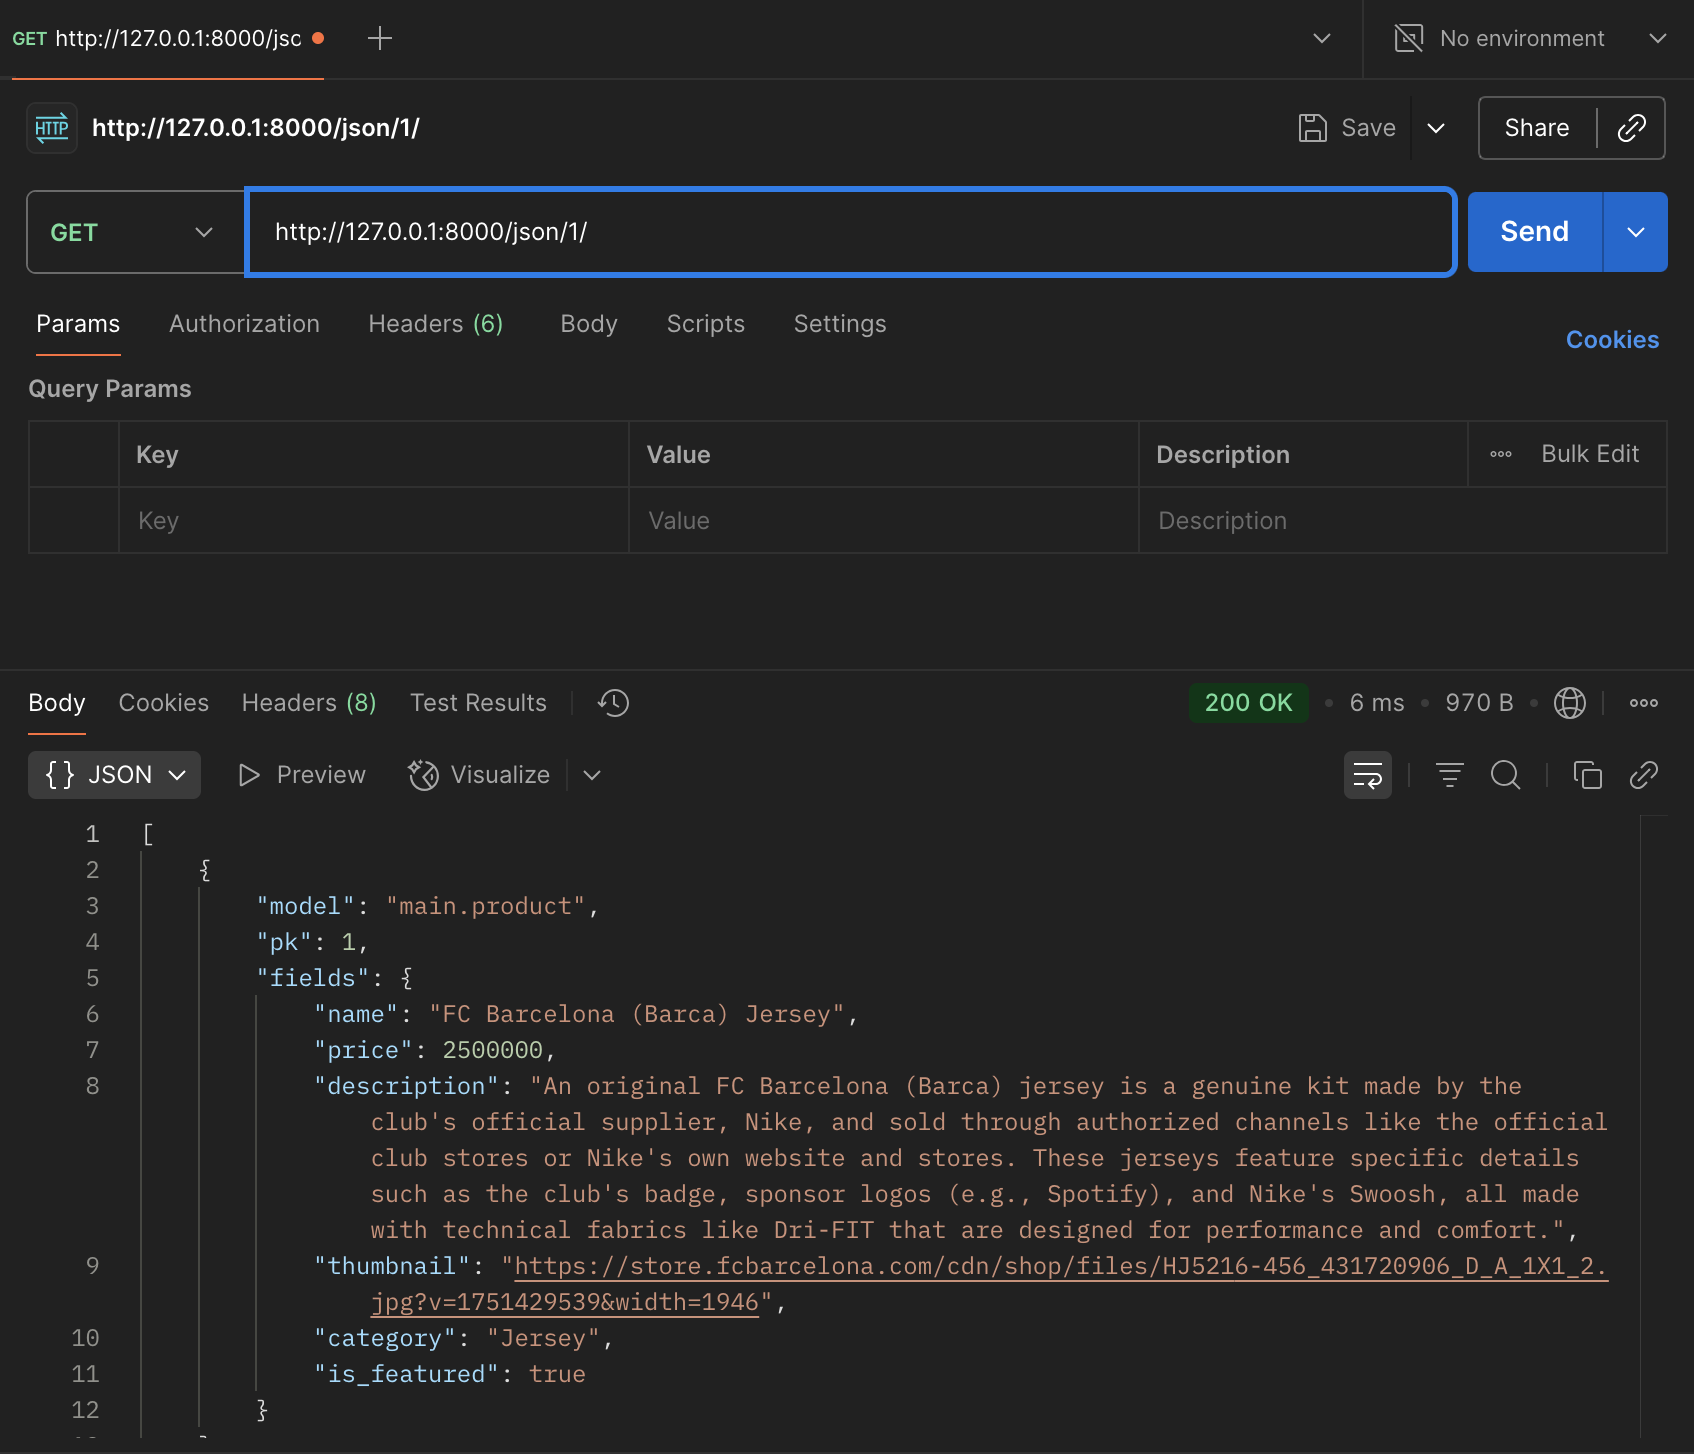 GET http://127.0.0.1:8000/jsc
No environment
HTTP http://127.0.0.1:8000/json/1/
Save
Share
GET
http://127.0.0.1:8000/json/1/
Send
Params Authorization Headers (6) Body Scripts Settings
Cookies
Query Params
Key Value Description Bulk Edit
Key Value Description
Body Cookies Headers (8) Test Results
200 OK • 6 ms • 970 B
{} JSON Preview Visualize
1 [
2 {
3 "model": "main.product",
4 "pk": 1,
5 "fields": {
6 "name": "FC Barcelona (Barca) Jersey",
7 "price": 2500000,
8 "description": "An original FC Barcelona (Barca) jersey is a genuine kit made by the
club's official supplier, Nike, and sold through authorized channels like the official
club stores or Nike's own website and stores. These jerseys feature specific details
such as the club's badge, sponsor logos (e.g., Spotify), and Nike's Swoosh, all made
with technical fabrics like Dri-FIT that are designed for performance and comfort.",
9 "thumbnail": "https://store.fcbarcelona.com/cdn/shop/files/HJ5216-456_431720906_D_A_1X1_2.
jpg?v=1751429539&width=1946",
10 "category": "Jersey",
11 "is_featured": true
12 }